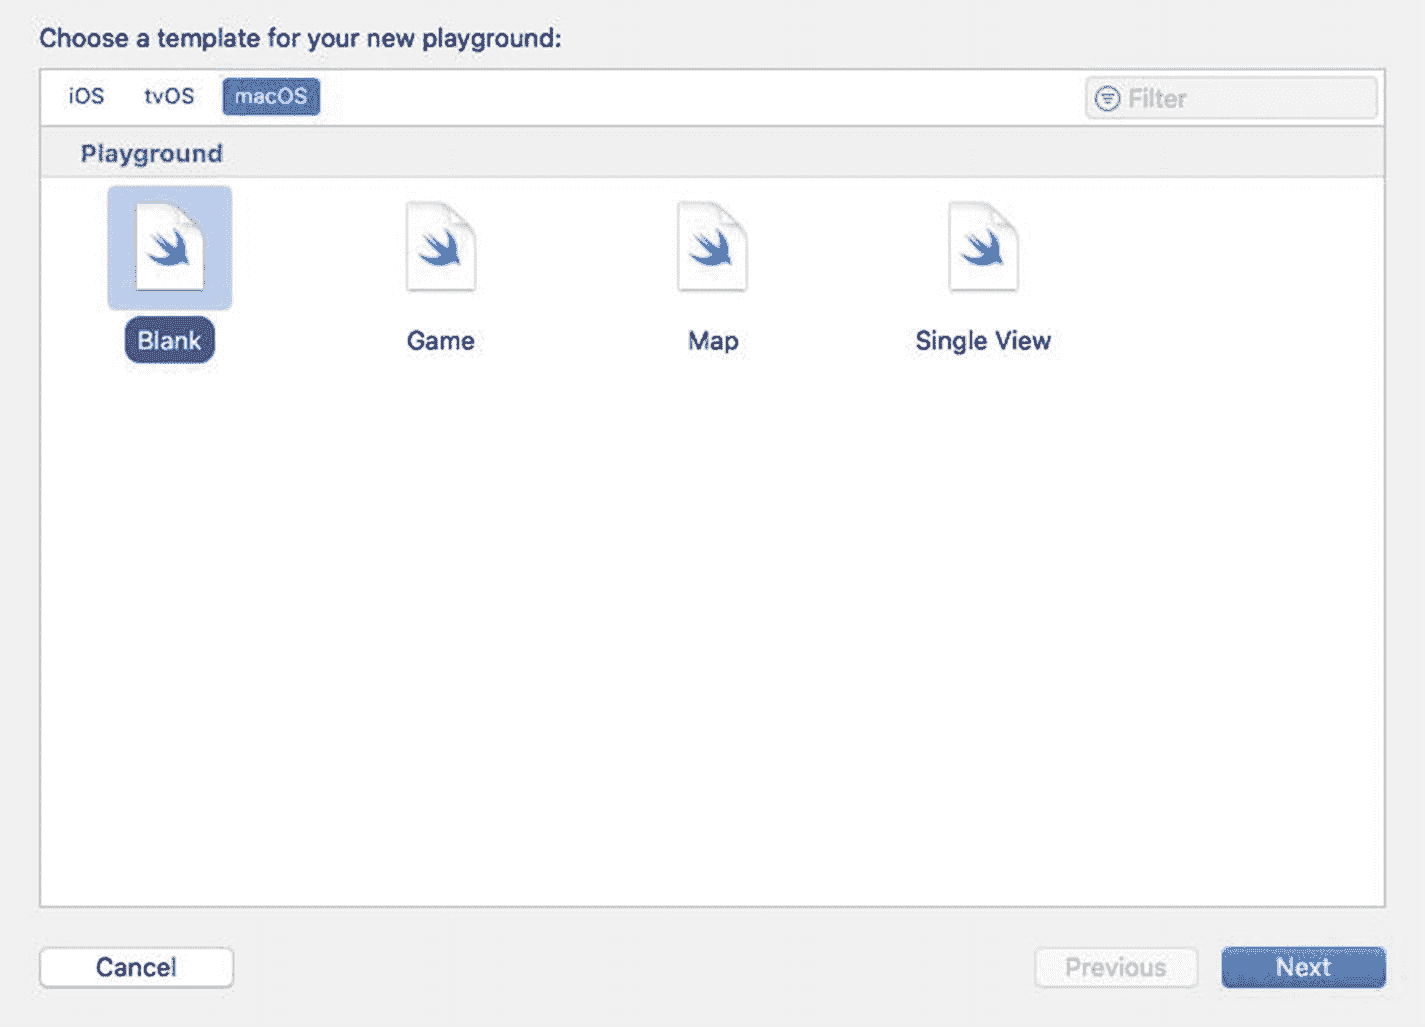 Choose a template for your new playground:
iOS tvOS macOS Filter
Playground
Blank Game Map Single View
Cancel Previous Next